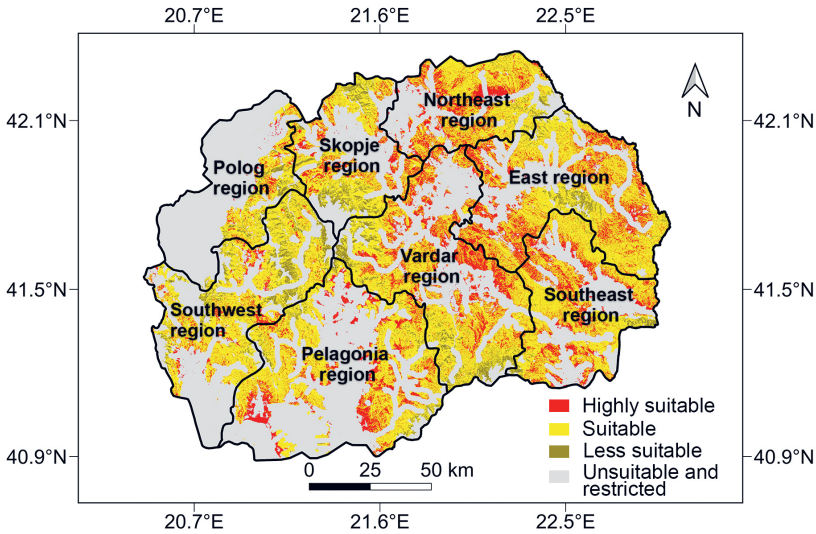 20.7°E 21.6°E 22.5°E
42.1°N 42.1°N
41.5°N 41.5°N
40.9°N 40.9°N
N
Northeast
region
Skopje
region
Polog
region
East region
Vardar
region
Southeast
region
Southwest
region
Pelagonia
region
Highly suitable
Suitable
Less suitable
Unsuitable and
restricted
0 25 50 km
20.7°E 21.6°E 22.5°E